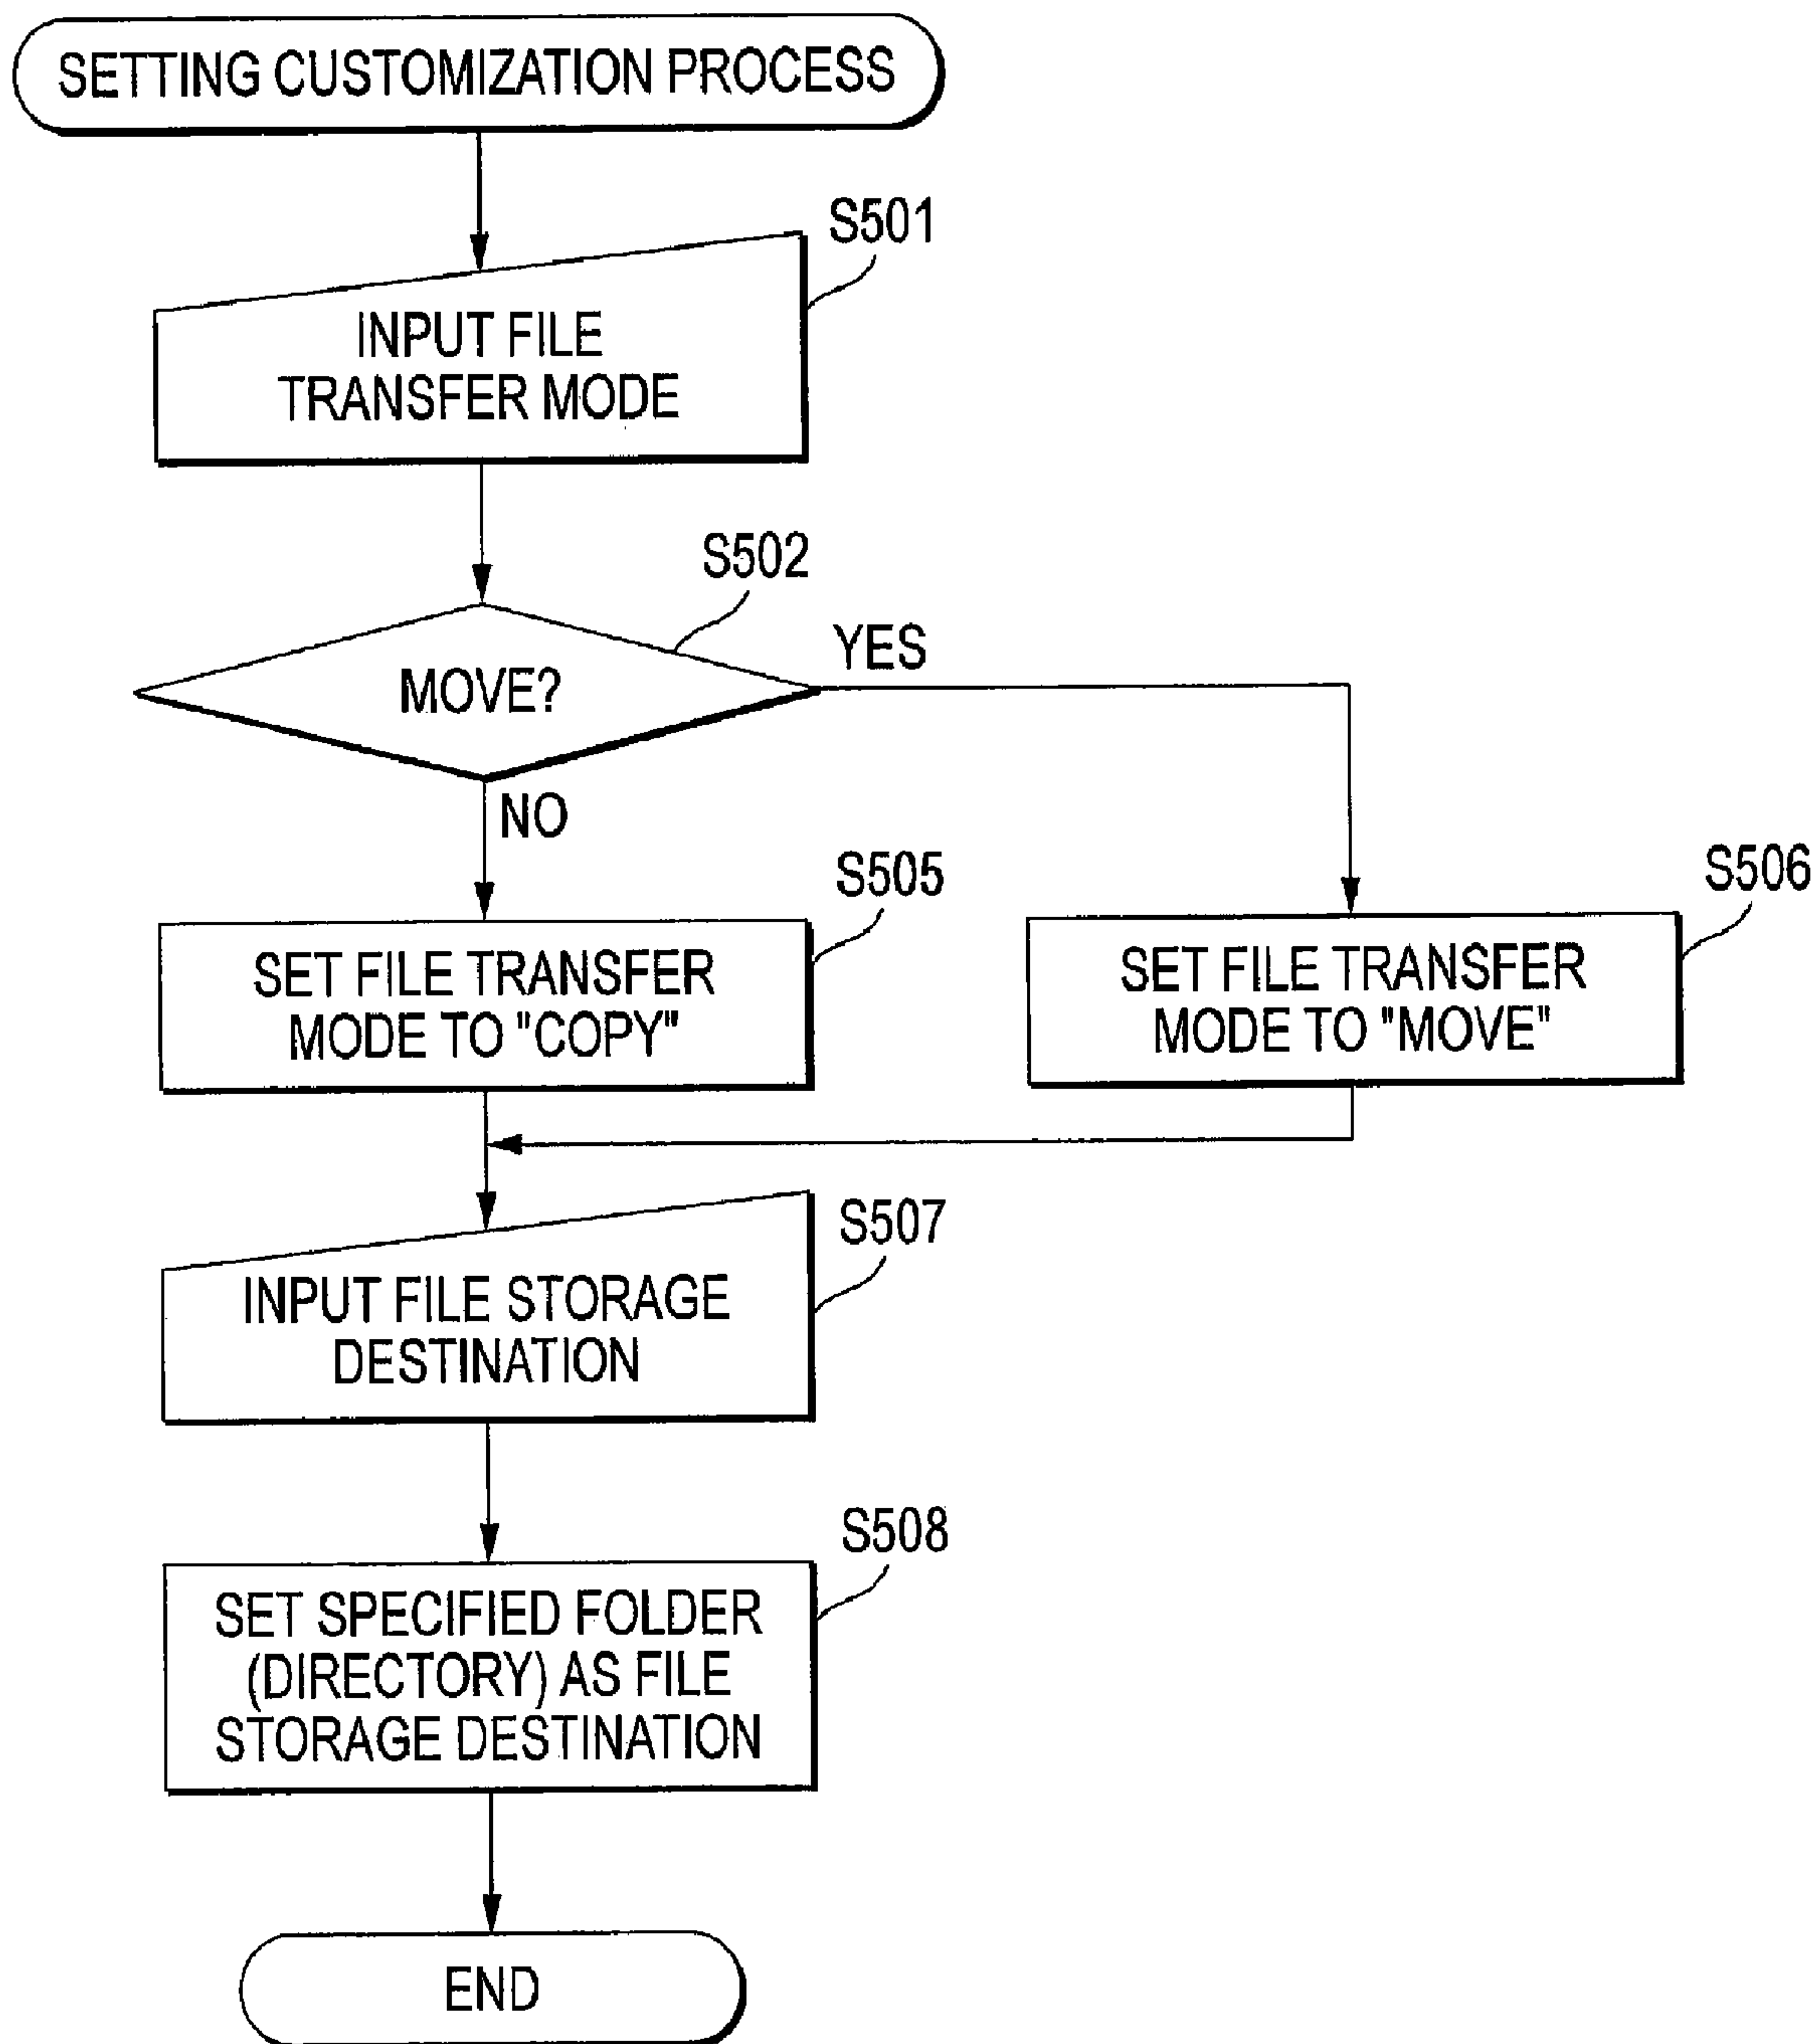 SETTING CUSTOMIZATION PROCESS
S501
INPUT FILE
TRANSFER MODE
S502
YES
MOVE?
NO
S505
S506
SET FILE TRANSFER
MODE TO "COPY"
SET FILE TRANSFER
MODE TO "MOVE"
S507
INPUT FILE STORAGE
DESTINATION
S508
SET SPECIFIED FOLDER
(DIRECTORY) AS FILE
STORAGE DESTINATION
END